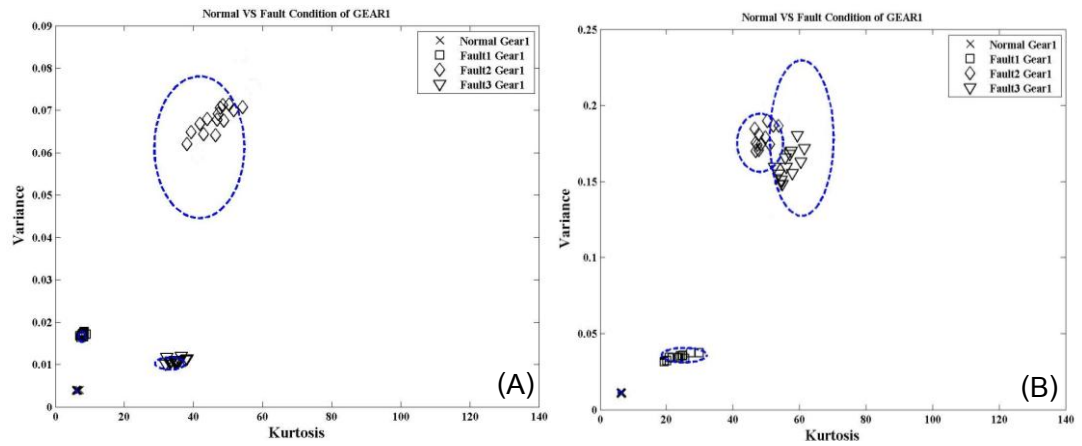 Normal VS Fault Condition of GEAR1
0.09
0.08
0.07
0.06
0.05
0.04
0.03
0.02
0.01
0
Variance
Normal Gear1
Fault1 Gear1
Fault2 Gear1
Fault3 Gear1
(A)
0 20 40 60 80 100 120 140
Kurtosis
Normal VS Fault Condition of GEAR1
0.25
0.2
0.15
0.1
0.05
0
Variance
Normal Gear1
Fault1 Gear1
Fault2 Gear1
Fault3 Gear1
(B)
0 20 40 60 80 100 120 140
Kurtosis